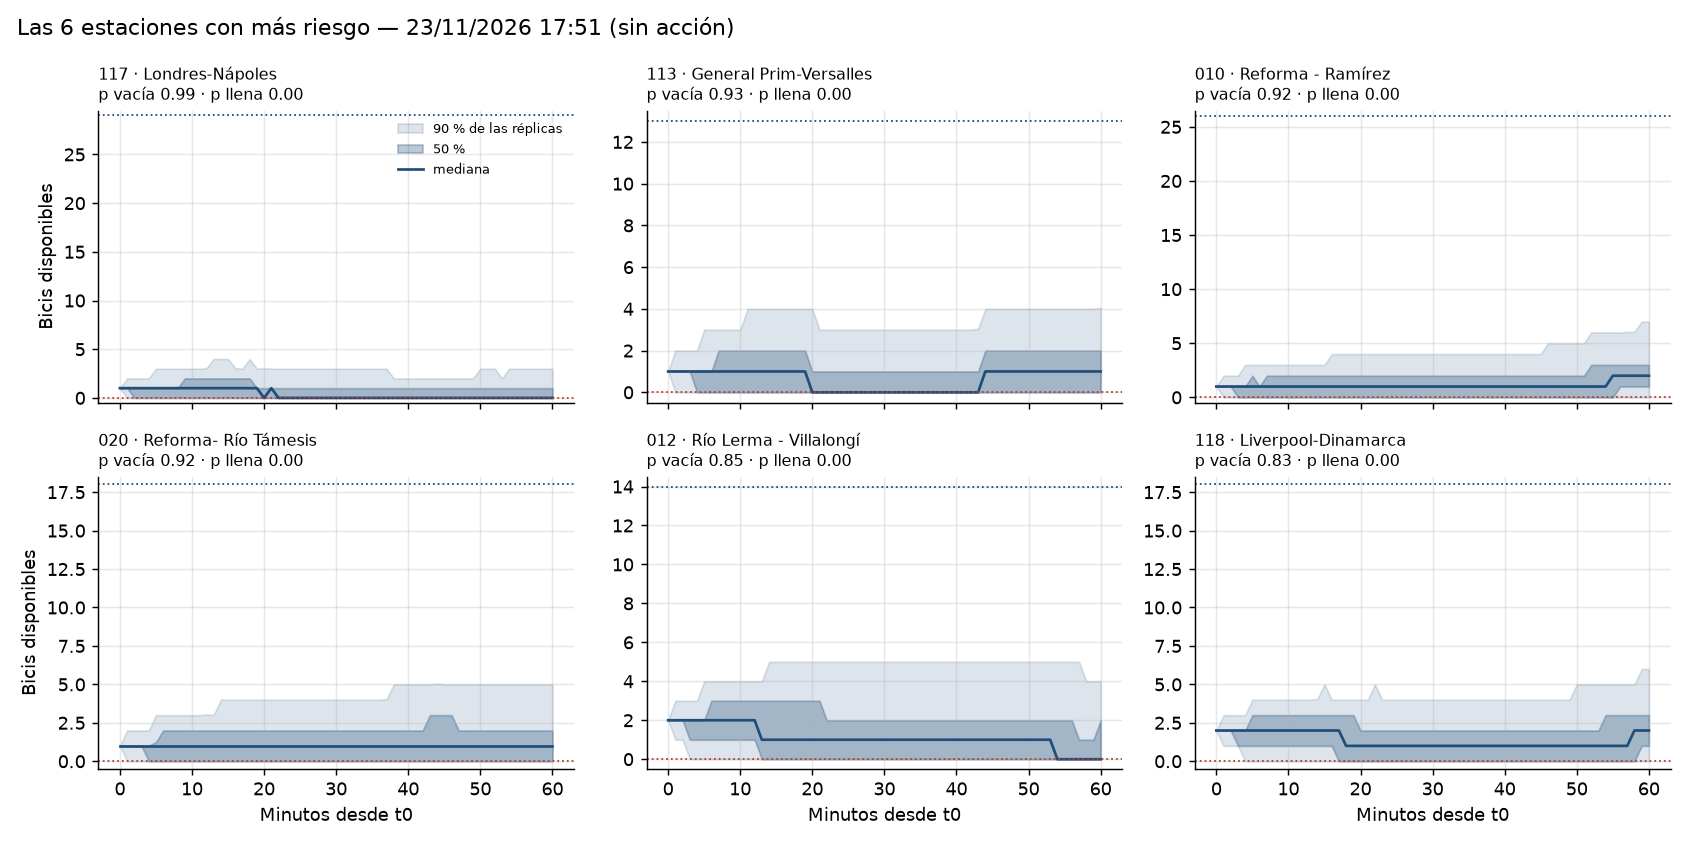 Las 6 estaciones con más riesgo — 23/11/2026 17:51 (sin acción)
117 · Londres-Nápoles
p vacía 0.99 · p llena 0.00
90 % de las réplicas
50 %
mediana
25
20
15
10
5
0
Bicis disponibles
113 · General Prim-Versalles
p vacía 0.93 · p llena 0.00
12
10
8
6
4
2
0
010 · Reforma - Ramírez
p vacía 0.92 · p llena 0.00
25
20
15
10
5
0
020 · Reforma- Río Támesis
p vacía 0.92 · p llena 0.00
17.5
15.0
12.5
10.0
7.5
5.0
2.5
0.0
Bicis disponibles
0 10 20 30 40 50 60
Minutos desde t0
012 · Río Lerma - Villalongí
p vacía 0.85 · p llena 0.00
14
12
10
8
6
4
2
0
0 10 20 30 40 50 60
Minutos desde t0
118 · Liverpool-Dinamarca
p vacía 0.83 · p llena 0.00
17.5
15.0
12.5
10.0
7.5
5.0
2.5
0.0
0 10 20 30 40 50 60
Minutos desde t0